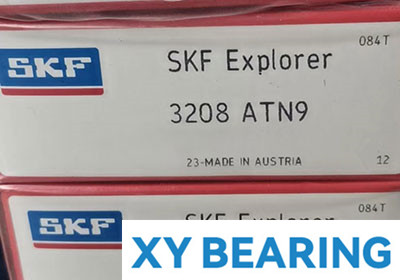 084T
SKF
SKF Explorer
3208 ATN9
23-MADE IN AUSTRIA
12
084T
SKF
SKF Explorer
XY BEARING